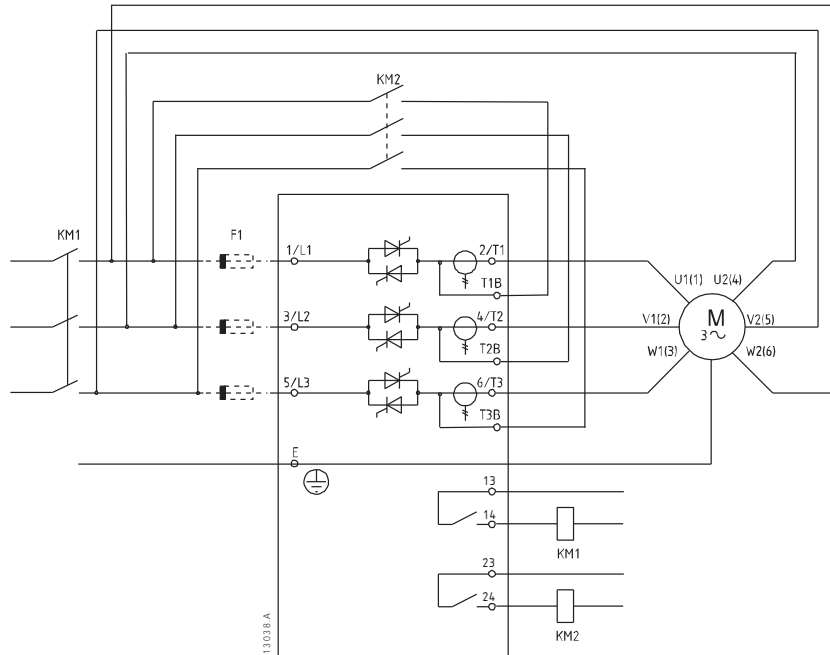 KM2
KM1
F1
1/L1
2/T1
T1B
U1(1)
U2(4)
3/L2
4/T2
T2B
V1(2)
M
3~
V2(5)
W1(3)
W2(6)
5/L3
6/T3
T3B
E
13
14
KM1
23
24
KM2
13038.A